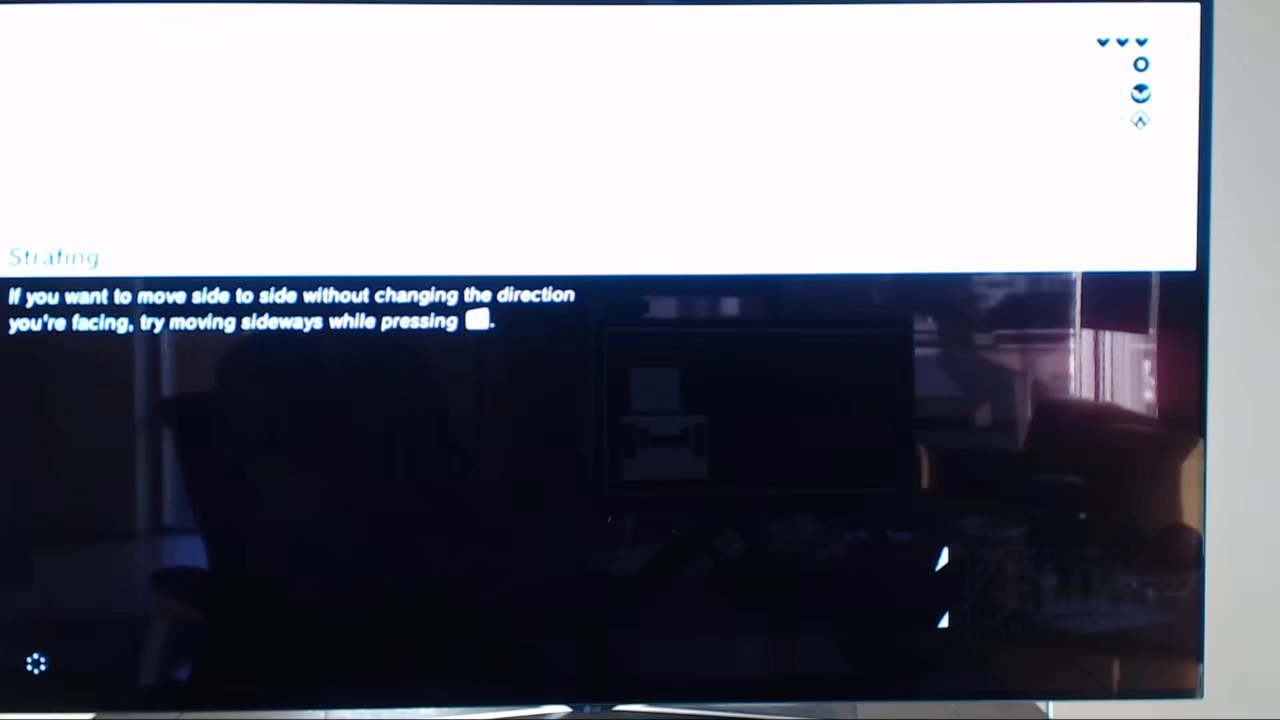 Strafing
If you want to move side to side without changing the direction
you're facing, try moving sideways while pressing .
LG